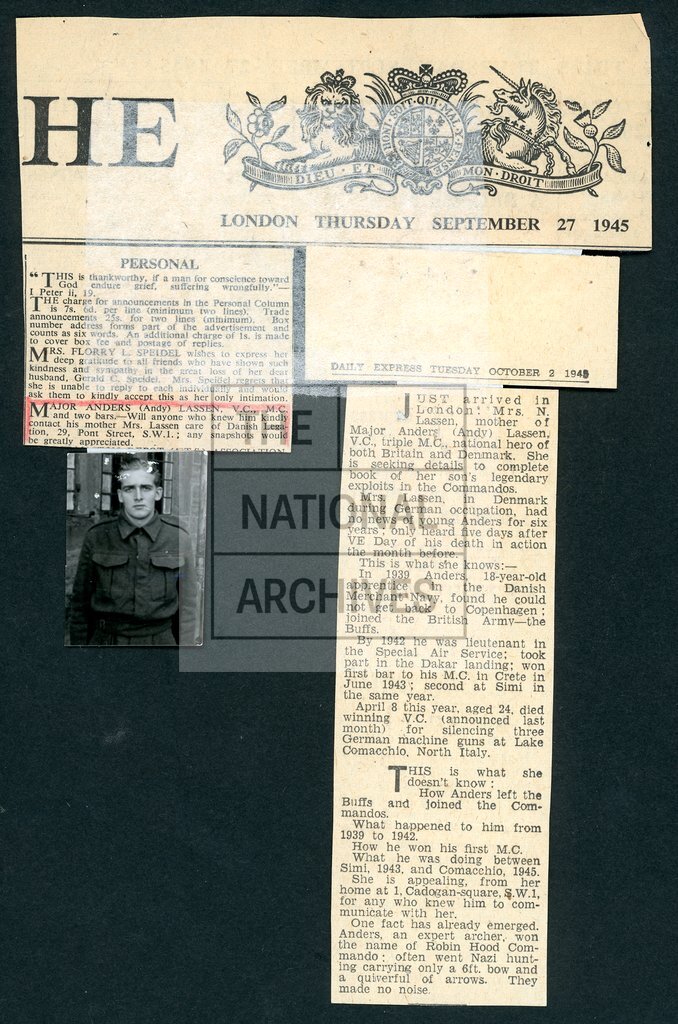 HE
HONI · SOIT · QUI · MAL · Y · PENSE
DIEU · ET MON · DROIT
LONDON THURSDAY SEPTEMBER 27 1945
PERSONAL
“THIS is thankworthy, if a man for conscience toward
God endure grief, suffering wrongfully.”—
I Peter ii, 19.
THE charge for announcements in the Personal Column
is 7s. 6d. per line (minimum two lines). Trade
announcements 25s. for two lines (minimum). Box
number address forms part of the advertisement and
counts as six words. An additional charge of 1s. is made
to cover box fee and postage of replies.
MRS. FLORRY L. SPEIDEL wishes to express her
deep gratitude to all friends who have shown such
kindness and sympathy in the great loss of her dear
husband, Gerald C. Speidel. Mrs. Speidel regrets that
she is unable to reply to each individually and would
ask them to kindly accept this as her only intimation.
MAJOR ANDERS (Andy) LASSEN, V.C., M.C.
and two bars.—Will anyone who knew him kindly
contact his mother Mrs. Lassen care of Danish Lega-
tion, 29, Pont Street, S.W.1; any snapshots would
be greatly appreciated.
DAILY EXPRESS TUESDAY OCTOBER 2 1945
JUST arrived in
London: Mrs. N.
Lassen, mother of
Major Anders (Andy) Lassen,
V.C., triple M.C., national hero of
both Britain and Denmark. She
is seeking details to complete
book of her son's legendary
exploits in the Commandos.
Mrs. Lassen, in Denmark
during German occupation, had
no news of young Anders for six
years; only heard five days after
VE Day of his death in action
the month before.
This is what she knows:—
In 1939 Anders, 18-year-old
apprentice in the Danish
Merchant Navy, found he could
not get back to Copenhagen;
joined the British Army—the
Buffs.
By 1942 he was lieutenant in
the Special Air Service; took
part in the Dakar landing; won
first bar to his M.C. in Crete in
June 1943; second at Simi in
the same year.
April 8 this year, aged 24, died
winning V.C. (announced last
month) for silencing three
German machine guns at Lake
Comacchio, North Italy.
THIS is what she
doesn't know:
How Anders left the
Buffs and joined the Com-
mandos.
What happened to him from
1939 to 1942.
How he won his first M.C.
What he was doing between
Simi, 1943, and Comacchio, 1945.
She is appealing, from her
home at 1, Cadogan-square, S.W.1,
for any who knew him to com-
municate with her.
One fact has already emerged.
Anders, an expert archer, won
the name of Robin Hood Com-
mando; often went Nazi hunt-
ing carrying only a 6ft. bow and
a quiverful of arrows. They
made no noise.
THE
NATIONAL
ARCHIVES